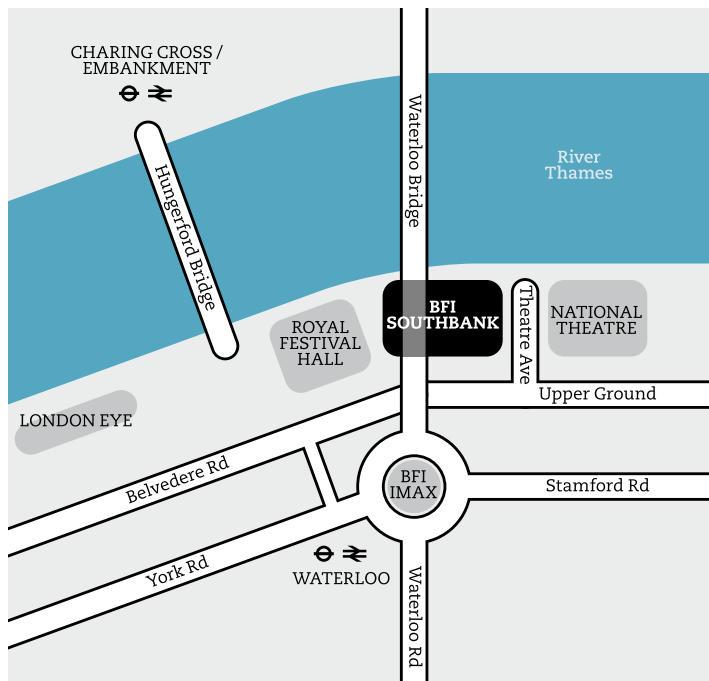 CHARING CROSS /
EMBANKMENT
Waterloo Bridge
River
Thames
Hungerford Bridge
BFI
SOUTHBANK
Theatre Ave
NATIONAL
THEATRE
ROYAL
FESTIVAL
HALL
Upper Ground
LONDON EYE
Belvedere Rd
BFI
IMAX
Stamford Rd
York Rd
WATERLOO
Waterloo Rd